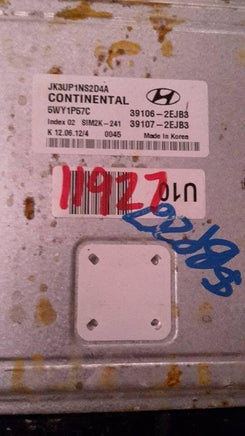 JK3UP1NS2D4A
CONTINENTAL
5WY1P57C
39106-2EJB3
Index 02 SIM2K-241
39107-2EJB3
K 12.06.12/4 0045 Made in Korea
HYUNDAI
11927
U10